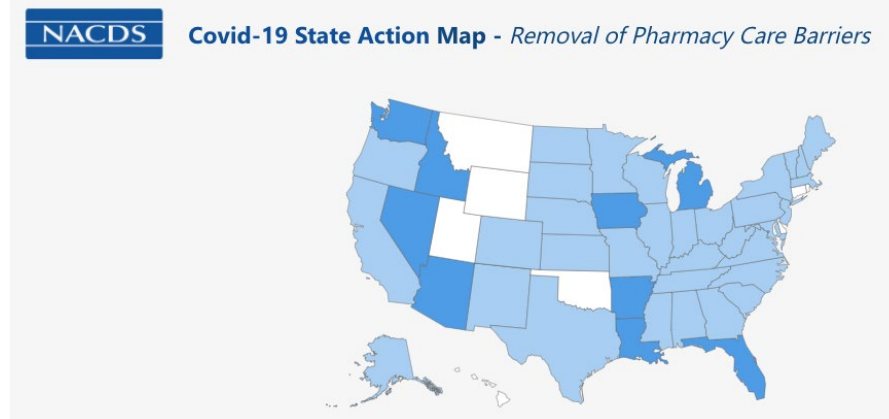 NACDS
Covid-19 State Action Map - Removal of Pharmacy Care Barriers